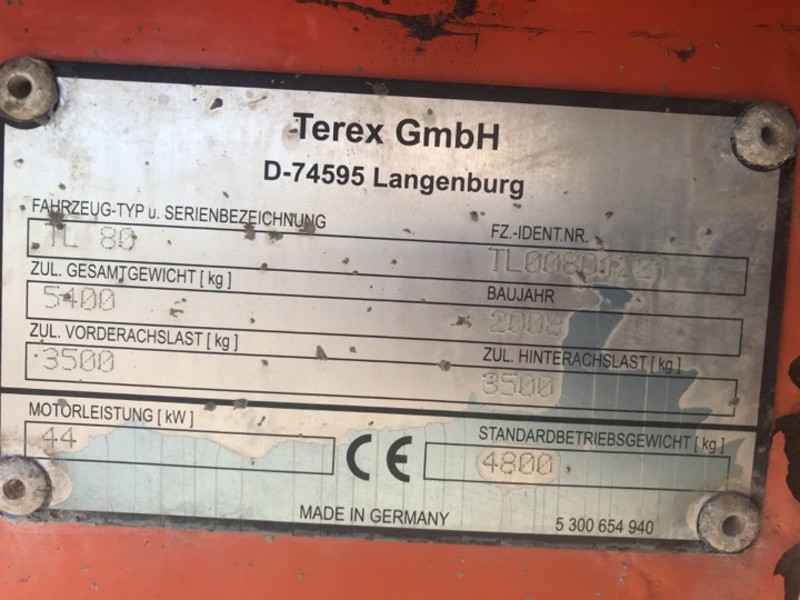 Terex GmbH
D-74595 Langenburg
FAHRZEUG-TYP u. SERIENBEZEICHNUNG FZ.-IDENT.NR.
TL 80
ZUL. GESAMTGEWICHT [ kg ] BAUJAHR
5400 2008
ZUL. VORDERACHSLAST [ kg ] ZUL. HINTERACHSLAST [ kg ]
3500 3500
MOTORLEISTUNG [ kW ] STANDARDBETRIEBSGEWICHT [ kg ]
44 CE 4800
MADE IN GERMANY 5 300 654 940